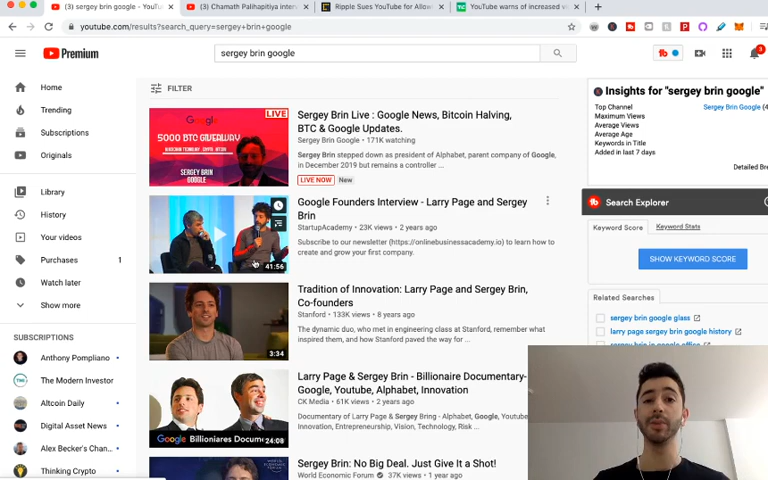 (3) sergey brin google - YouTu
(3) Chamath Palihapitiya inter
Ripple Sues YouTube for Allow
YouTube warns of increased v
youtube.com/results?search_query=sergey+brin+google
Premium
sergey brin google
3
Home
Trending
Subscriptions
Originals
Library
History
Your videos
Purchases 1
Watch later
Show more
SUBSCRIPTIONS
Anthony Pompliano
The Modern Investor
Altcoin Daily
Digital Asset News
Alex Becker's Chan...
Thinking Crypto
FILTER
Google
LIVE
5000 BTC GIVEAWAY
SERGEY BRIN
GOOGLE
Sergey Brin Live : Google News, Bitcoin Halving,
BTC & Google Updates.
Sergey Brin Google • 171K watching
Sergey Brin stepped down as president of Alphabet, parent company of Google,
in December 2019 but remains a controller ...
LIVE NOW New
41:56
Google Founders Interview - Larry Page and Sergey
Brin
StartupAcademy • 23K views • 2 years ago
Subscribe to our newsletter (https://onlinebusinessacademy.io) to learn how to
create and grow your first company.
3:34
Tradition of Innovation: Larry Page and Sergey Brin,
Co-founders
Stanford • 133K views • 8 years ago
The dynamic duo, who met in engineering class at Stanford, remember what
inspired them, and how Stanford paved the way for ...
Google Billionaires Docum
24:08
Larry Page & Sergey Brin - Billionaire Documentary-
Google, Youtube, Alphabet, Innovation
CK Media • 61K views • 2 years ago
Documentary of Larry Page & Sergey Bring - Alphabet, Google, Youtube
Innovation, Entrepreneurship, Vision, Technology, Risk ...
Sergey Brin: No Big Deal. Just Give It a Shot!
World Economic Forum 37K views • 1 year ago
Insights for "sergey brin google"
Top Channel Sergey Brin Google (4
Maximum Views
Average Views
Average Age
Keywords in Title
Added in last 7 days
Detailed Bre
Search Explorer
Keyword Score Keyword Stats
SHOW KEYWORD SCORE
Related Searches
sergey brin google glass
larry page sergey brin google history